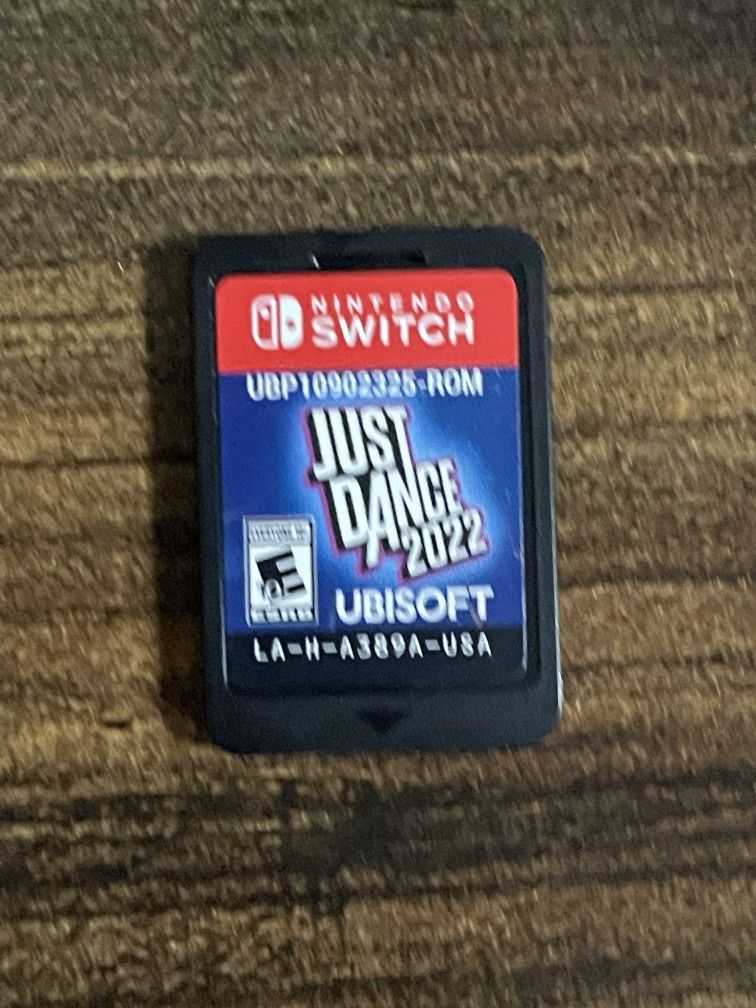 NINTENDO
SWITCH
UBP10902325-ROM
JUST
DANCE
2022
E
UBISOFT
LA-H-A389A-USA